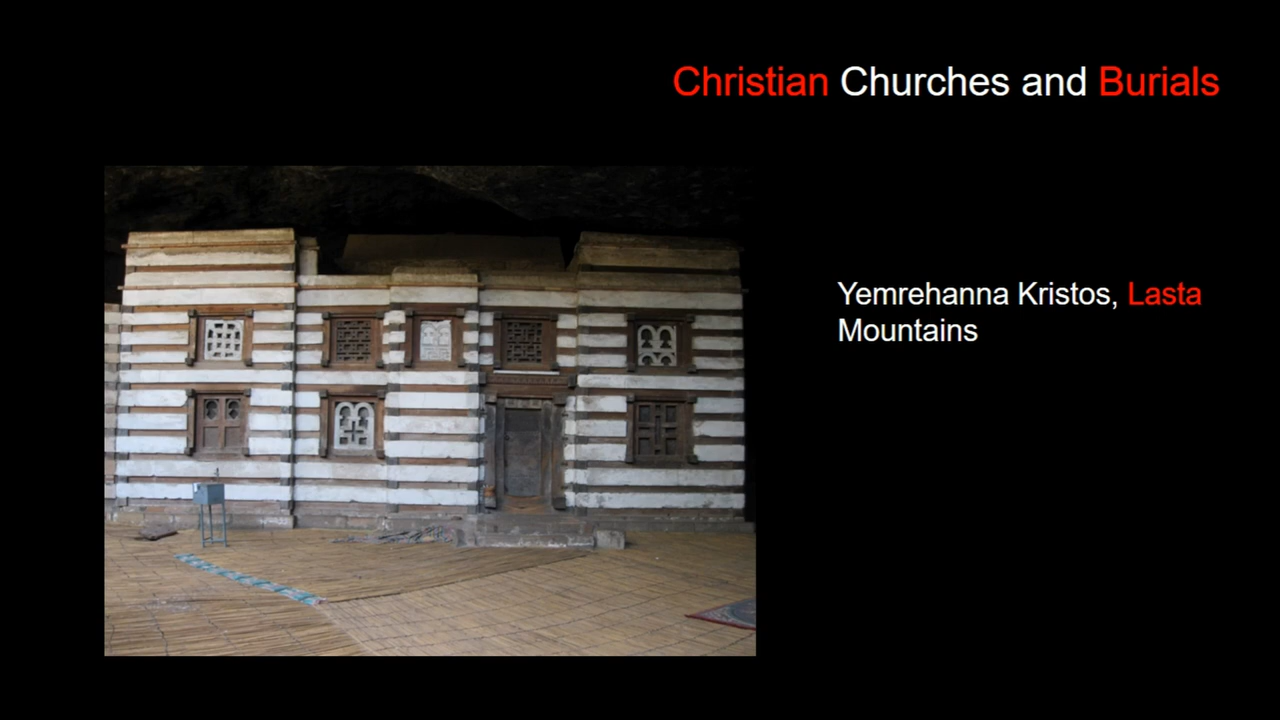 Christian Churches and Burials
Yemrehanna Kristos, Lasta
Mountains